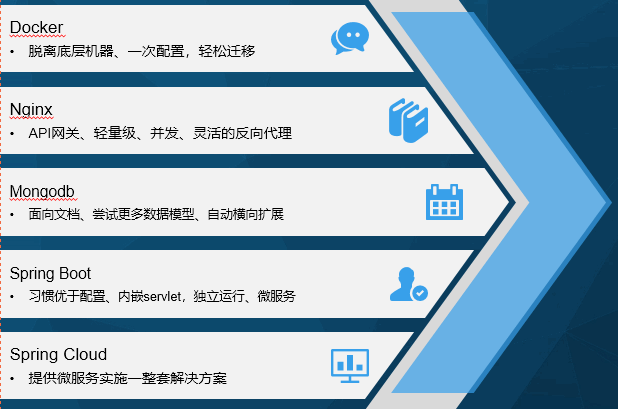 Docker
• 脱离底层机器、一次配置，轻松迁移
Nginx
• API网关、轻量级、并发、灵活的反向代理
Mongodb
• 面向文档、尝试更多数据模型、自动横向扩展
Spring Boot
• 习惯优于配置、内嵌servlet，独立运行、微服务
Spring Cloud
• 提供微服务实施一整套解决方案